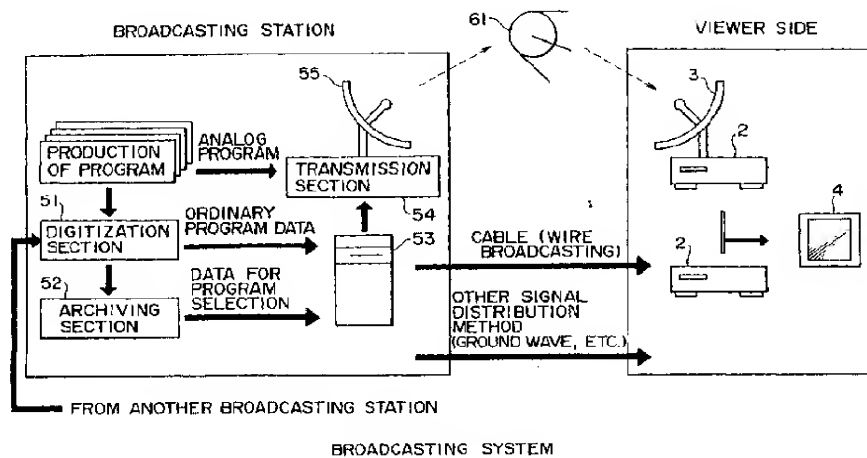 BROADCASTING STATION
61
VIEWER SIDE
55
3
PRODUCTION
OF PROGRAM
ANALOG
PROGRAM
TRANSMISSION
SECTION
2
51
54
4
DIGITIZATION
SECTION
ORDINARY
PROGRAM DATA
53
CABLE (WIRE
BROADCASTING)
2
52
DATA FOR
PROGRAM
SELECTION
ARCHIVING
SECTION
OTHER SIGNAL
DISTRIBUTION
METHOD
(GROUND WAVE, ETC.)
FROM ANOTHER BROADCASTING STATION
BROADCASTING SYSTEM